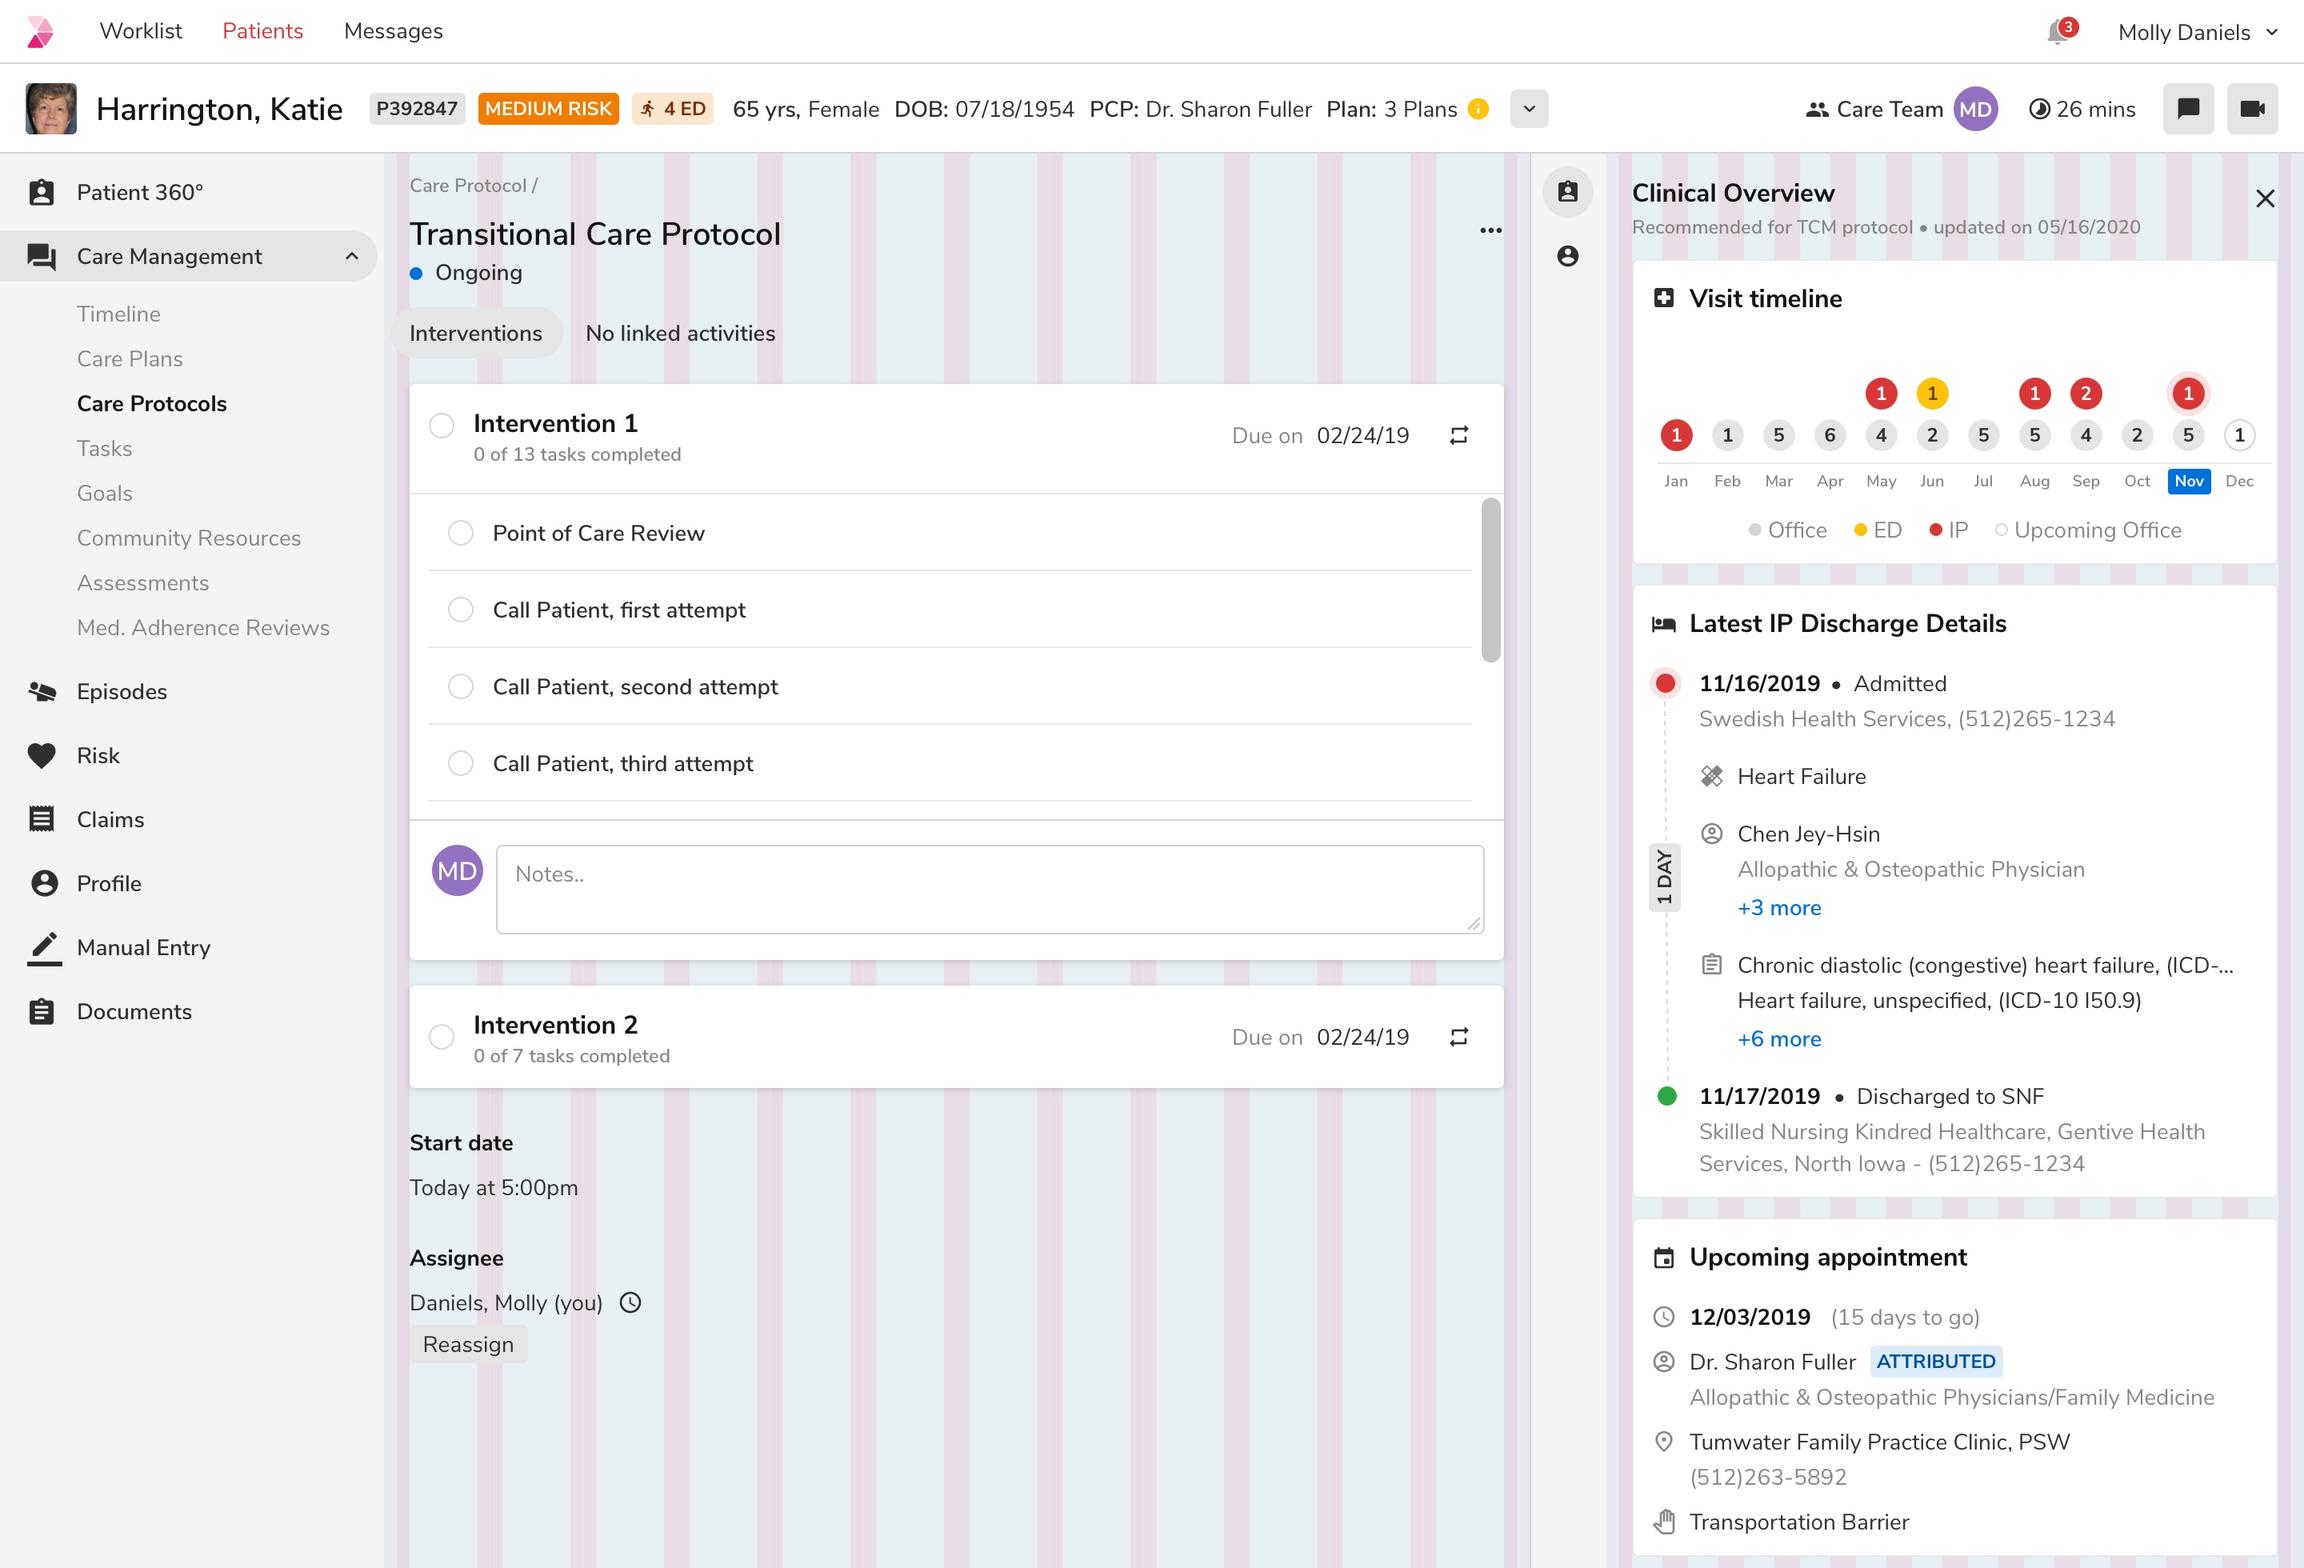 Worklist Patients Messages 3 Molly Daniels
Harrington, Katie P392847 MEDIUM RISK 4 ED 65 yrs, Female DOB: 07/18/1954 PCP: Dr. Sharon Fuller Plan: 3 Plans Care Team MD 26 mins
Patient 360°
Care Management
Timeline
Care Plans
Care Protocols
Tasks
Goals
Community Resources
Assessments
Med. Adherence Reviews
Episodes
Risk
Claims
Profile
Manual Entry
Documents
Care Protocol /
Transitional Care Protocol
Ongoing
Interventions No linked activities
Intervention 1
0 of 13 tasks completed
Due on 02/24/19
Point of Care Review
Call Patient, first attempt
Call Patient, second attempt
Call Patient, third attempt
MD Notes..
Intervention 2
0 of 7 tasks completed
Due on 02/24/19
Start date
Today at 5:00pm
Assignee
Daniels, Molly (you)
Reassign
Clinical Overview
Recommended for TCM protocol • updated on 05/16/2020
Visit timeline
1 1 1 2 1
1 1 5 6 4 2 5 5 4 2 5 1
Jan Feb Mar Apr May Jun Jul Aug Sep Oct Nov Dec
Office ED IP Upcoming Office
Latest IP Discharge Details
11/16/2019 • Admitted
Swedish Health Services, (512)265-1234
Heart Failure
Chen Jey-Hsin
Allopathic & Osteopathic Physician
+3 more
1 DAY
Chronic diastolic (congestive) heart failure, (ICD-...
Heart failure, unspecified, (ICD-10 I50.9)
+6 more
11/17/2019 • Discharged to SNF
Skilled Nursing Kindred Healthcare, Gentive Health
Services, North Iowa - (512)265-1234
Upcoming appointment
12/03/2019 (15 days to go)
Dr. Sharon Fuller ATTRIBUTED
Allopathic & Osteopathic Physicians/Family Medicine
Tumwater Family Practice Clinic, PSW
(512)263-5892
Transportation Barrier